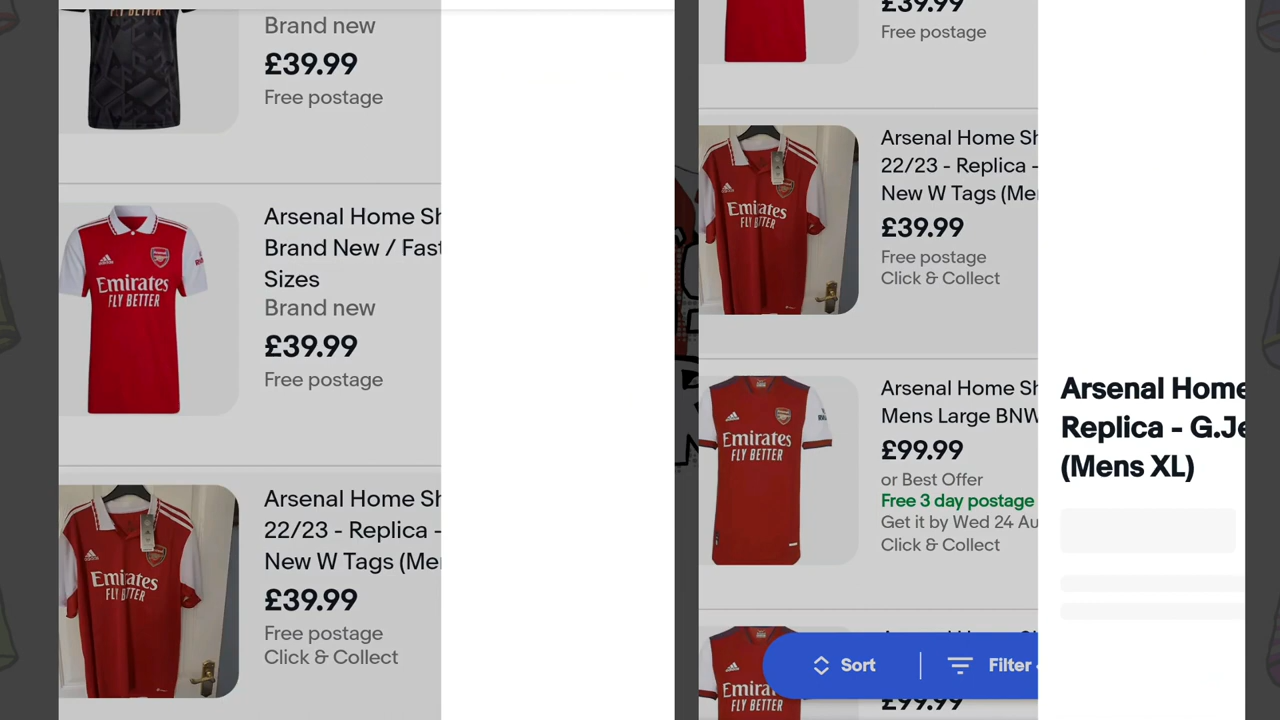 Brand new
£39.99
Free postage
Arsenal Home Sh
Brand New / Fast
Sizes
Brand new
£39.99
Free postage
Emirates
FLY BETTER
Arsenal Home Sh
22/23 - Replica -
New W Tags (Me
£39.99
Free postage
Click & Collect
Emirates
FLY BETTER
£39.99
Free postage
Arsenal Home Sh
22/23 - Replica -
New W Tags (Me
£39.99
Free postage
Click & Collect
Emirates
FLY BETTER
Arsenal Home Sh
Mens Large BNW
£99.99
or Best Offer
Free 3 day postage
Get it by Wed 24 Au
Click & Collect
Emirates
FLY BETTER
Sort
Filter
£99.99
Emirates
FLY BETTER
Arsenal Home
Replica - G.Je
(Mens XL)